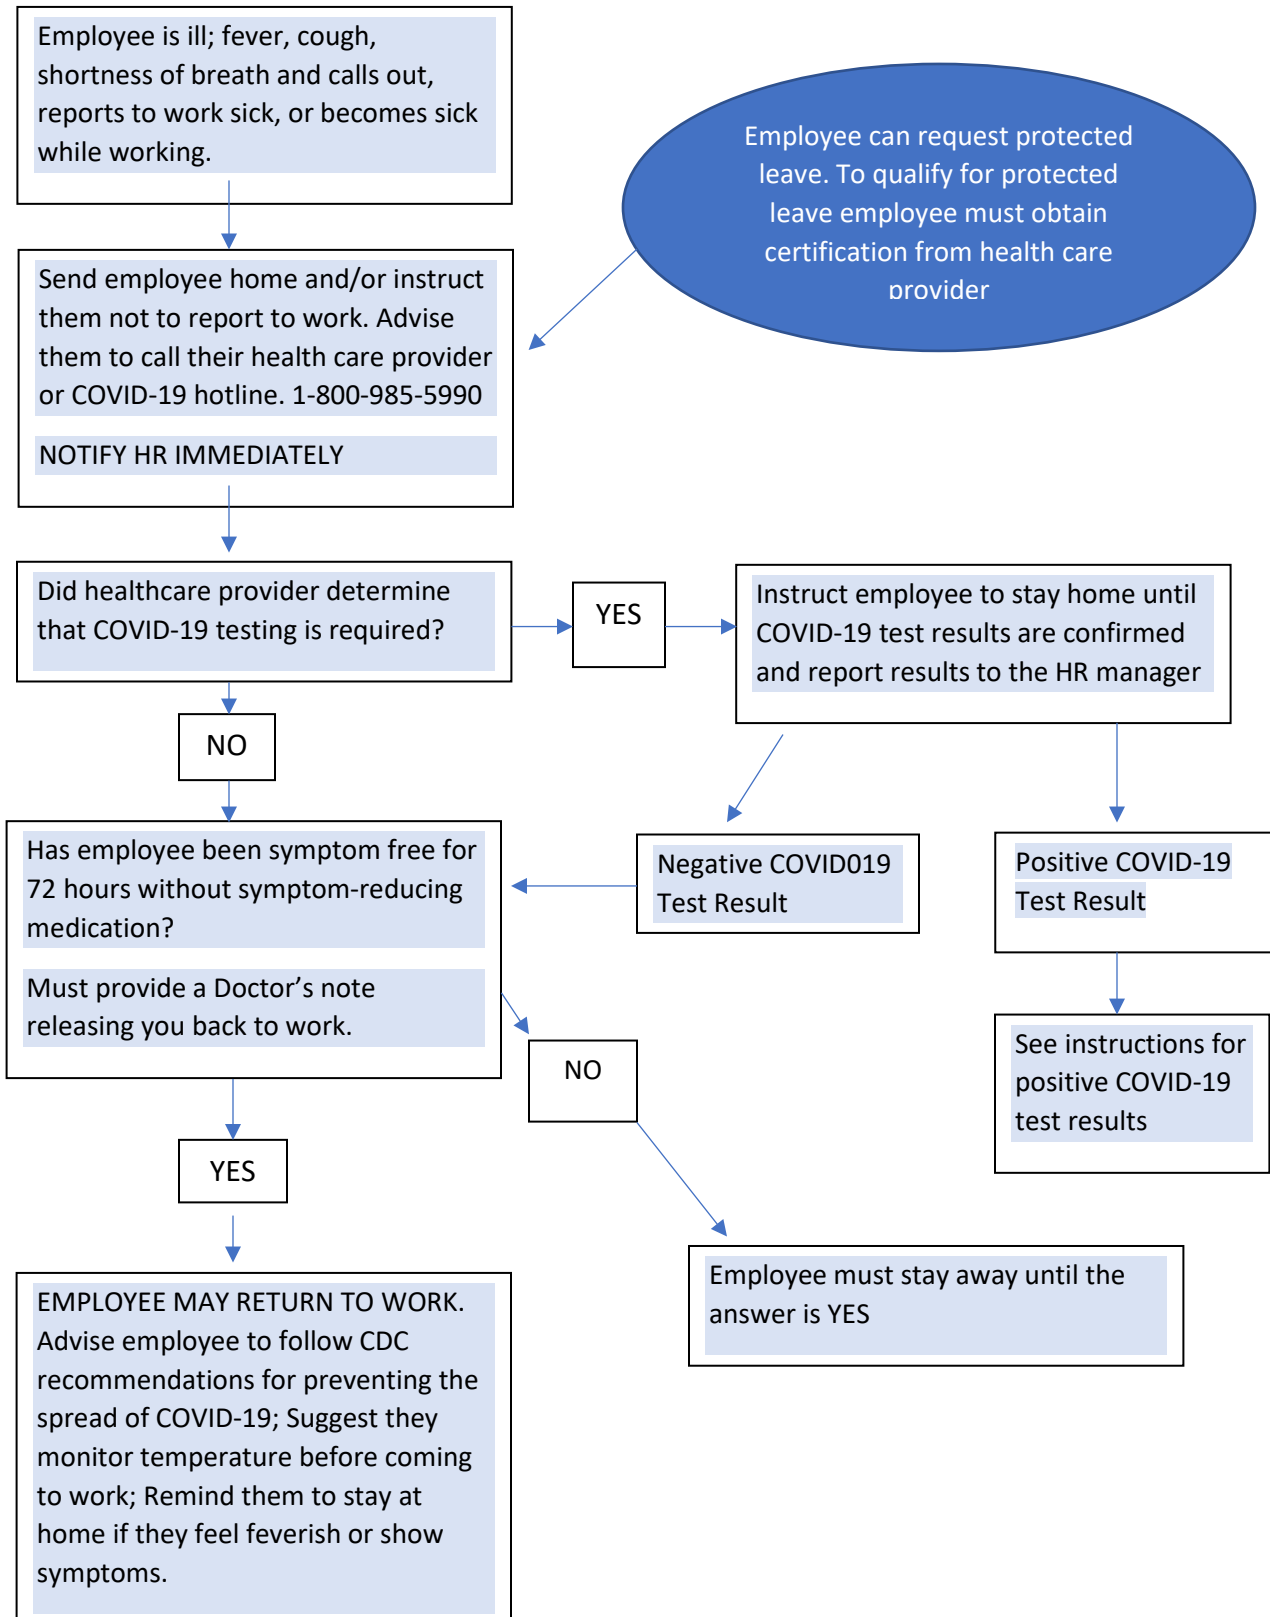 Employee is ill; fever, cough,
shortness of breath and calls out,
reports to work sick, or becomes sick
while working.
Employee can request protected
leave. To qualify for protected
leave employee must obtain
certification from health care
provider
Send employee home and/or instruct
them not to report to work. Advise
them to call their health care provider
or COVID-19 hotline. 1-800-985-5990
NOTIFY HR IMMEDIATELY
Did healthcare provider determine
that COVID-19 testing is required?
YES
Instruct employee to stay home until
COVID-19 test results are confirmed
and report results to the HR manager
NO
Has employee been symptom free for
72 hours without symptom-reducing
medication?
Must provide a Doctor’s note
releasing you back to work.
Negative COVID019
Test Result
Positive COVID-19
Test Result
See instructions for
positive COVID-19
test results
NO
YES
Employee must stay away until the
answer is YES
EMPLOYEE MAY RETURN TO WORK.
Advise employee to follow CDC
recommendations for preventing the
spread of COVID-19; Suggest they
monitor temperature before coming
to work; Remind them to stay at
home if they feel feverish or show
symptoms.